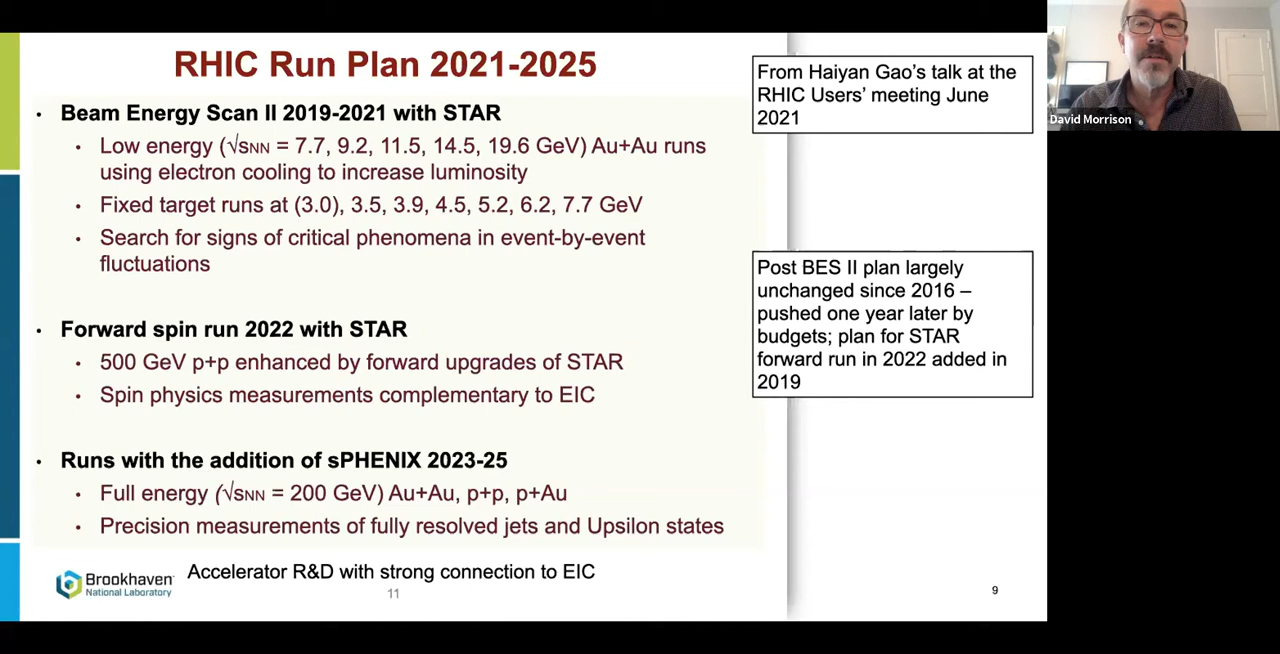 RHIC Run Plan 2021-2025
• Beam Energy Scan II 2019-2021 with STAR
• Low energy (√sNN = 7.7, 9.2, 11.5, 14.5, 19.6 GeV) Au+Au runs
using electron cooling to increase luminosity
• Fixed target runs at (3.0), 3.5, 3.9, 4.5, 5.2, 6.2, 7.7 GeV
• Search for signs of critical phenomena in event-by-event
fluctuations
• Forward spin run 2022 with STAR
• 500 GeV p+p enhanced by forward upgrades of STAR
• Spin physics measurements complementary to EIC
• Runs with the addition of sPHENIX 2023-25
• Full energy (√sNN = 200 GeV) Au+Au, p+p, p+Au
• Precision measurements of fully resolved jets and Upsilon states
Accelerator R&D with strong connection to EIC
Brookhaven
National Laboratory
11
From Haiyan Gao's talk at the
RHIC Users' meeting June
2021
Post BES II plan largely
unchanged since 2016 –
pushed one year later by
budgets; plan for STAR
forward run in 2022 added in
2019
9
David Morrison